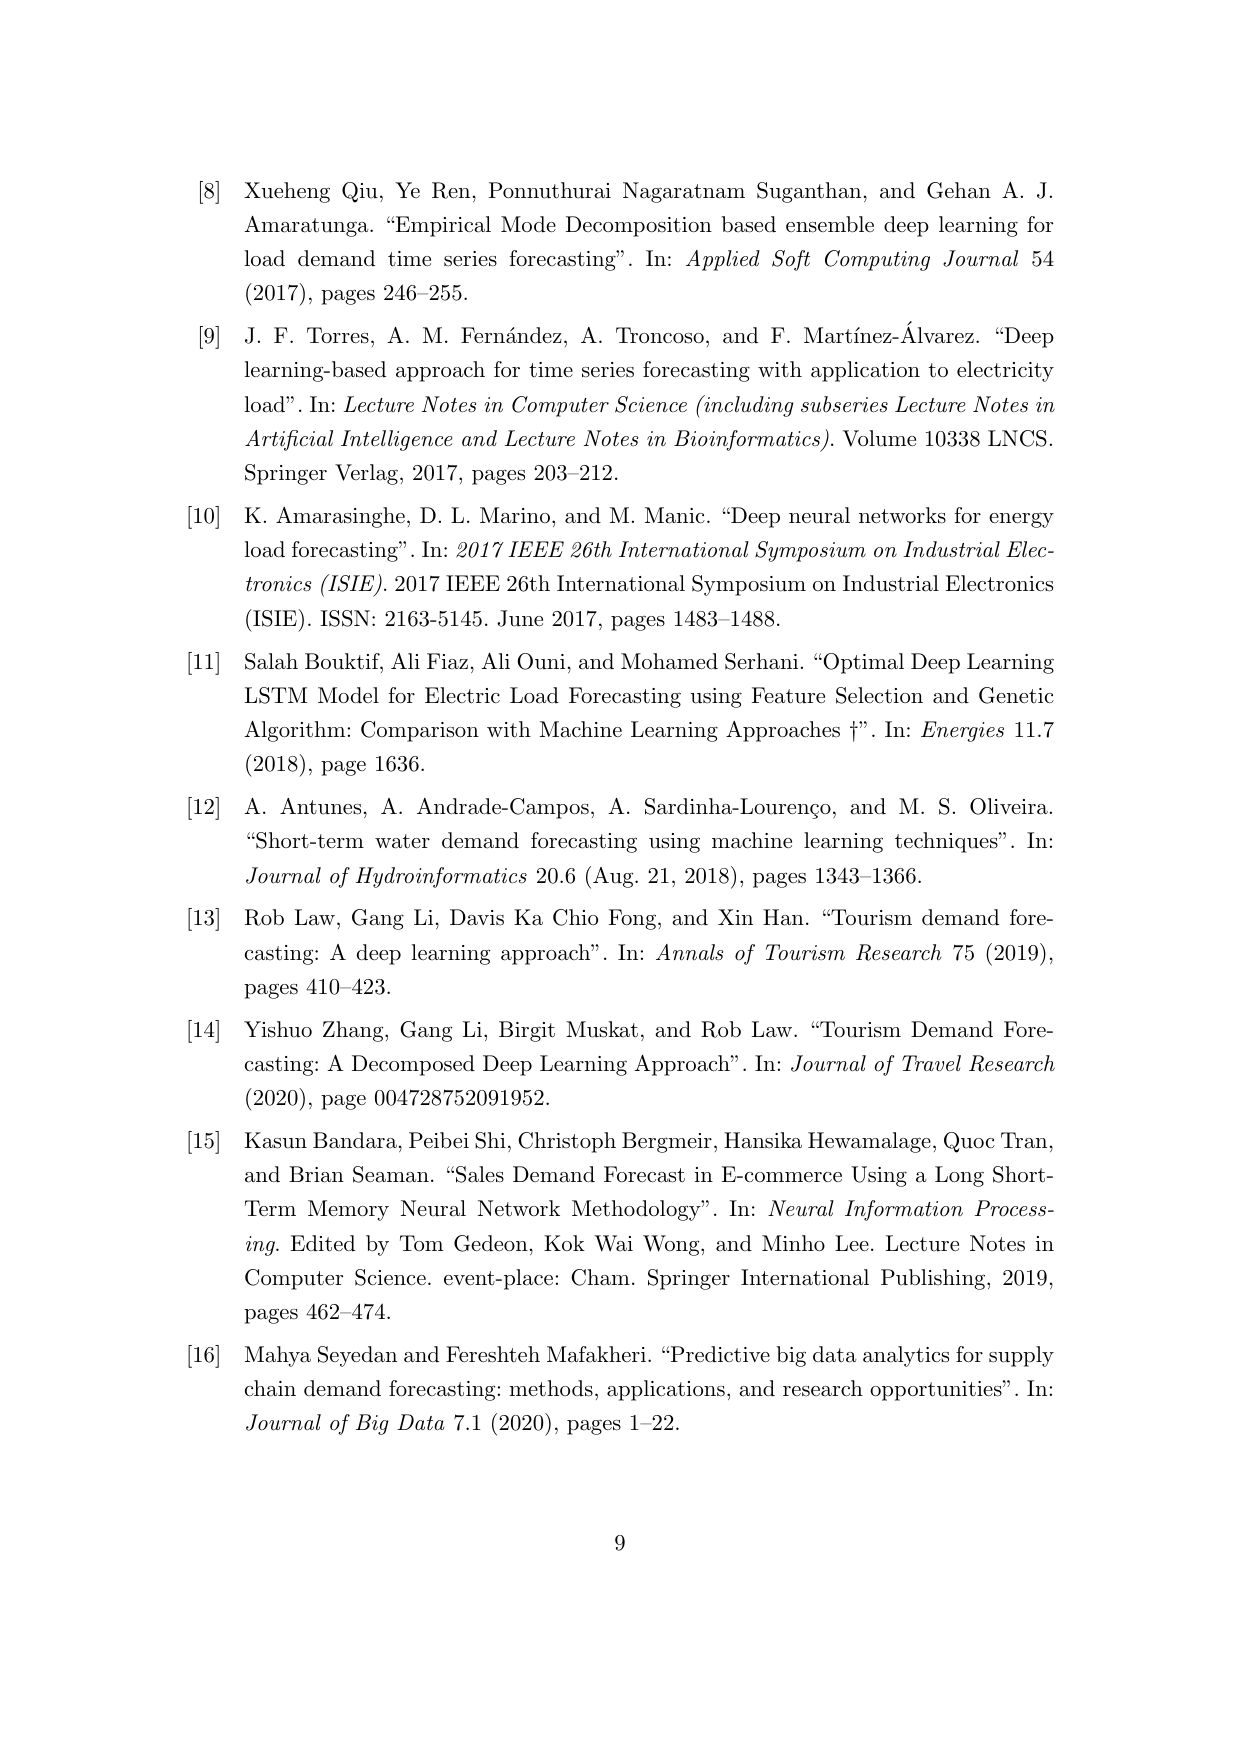 [8] Xueheng Qiu, Ye Ren, Ponnuthurai Nagaratnam Suganthan, and Gehan A. J.
Amaratunga. “Empirical Mode Decomposition based ensemble deep learning for
load demand time series forecasting”. In: Applied Soft Computing Journal 54
(2017), pages 246–255.
[9] J. F. Torres, A. M. Fernández, A. Troncoso, and F. Martínez-Álvarez. “Deep
learning-based approach for time series forecasting with application to electricity
load”. In: Lecture Notes in Computer Science (including subseries Lecture Notes in
Artificial Intelligence and Lecture Notes in Bioinformatics). Volume 10338 LNCS.
Springer Verlag, 2017, pages 203–212.
[10] K. Amarasinghe, D. L. Marino, and M. Manic. “Deep neural networks for energy
load forecasting”. In: 2017 IEEE 26th International Symposium on Industrial Elec-
tronics (ISIE). 2017 IEEE 26th International Symposium on Industrial Electronics
(ISIE). ISSN: 2163-5145. June 2017, pages 1483–1488.
[11] Salah Bouktif, Ali Fiaz, Ali Ouni, and Mohamed Serhani. “Optimal Deep Learning
LSTM Model for Electric Load Forecasting using Feature Selection and Genetic
Algorithm: Comparison with Machine Learning Approaches †”. In: Energies 11.7
(2018), page 1636.
[12] A. Antunes, A. Andrade-Campos, A. Sardinha-Lourenço, and M. S. Oliveira.
“Short-term water demand forecasting using machine learning techniques”. In:
Journal of Hydroinformatics 20.6 (Aug. 21, 2018), pages 1343–1366.
[13] Rob Law, Gang Li, Davis Ka Chio Fong, and Xin Han. “Tourism demand fore-
casting: A deep learning approach”. In: Annals of Tourism Research 75 (2019),
pages 410–423.
[14] Yishuo Zhang, Gang Li, Birgit Muskat, and Rob Law. “Tourism Demand Fore-
casting: A Decomposed Deep Learning Approach”. In: Journal of Travel Research
(2020), page 004728752091952.
[15] Kasun Bandara, Peibei Shi, Christoph Bergmeir, Hansika Hewamalage, Quoc Tran,
and Brian Seaman. “Sales Demand Forecast in E-commerce Using a Long Short-
Term Memory Neural Network Methodology”. In: Neural Information Process-
ing. Edited by Tom Gedeon, Kok Wai Wong, and Minho Lee. Lecture Notes in
Computer Science. event-place: Cham. Springer International Publishing, 2019,
pages 462–474.
[16] Mahya Seyedan and Fereshteh Mafakheri. “Predictive big data analytics for supply
chain demand forecasting: methods, applications, and research opportunities”. In:
Journal of Big Data 7.1 (2020), pages 1–22.
9